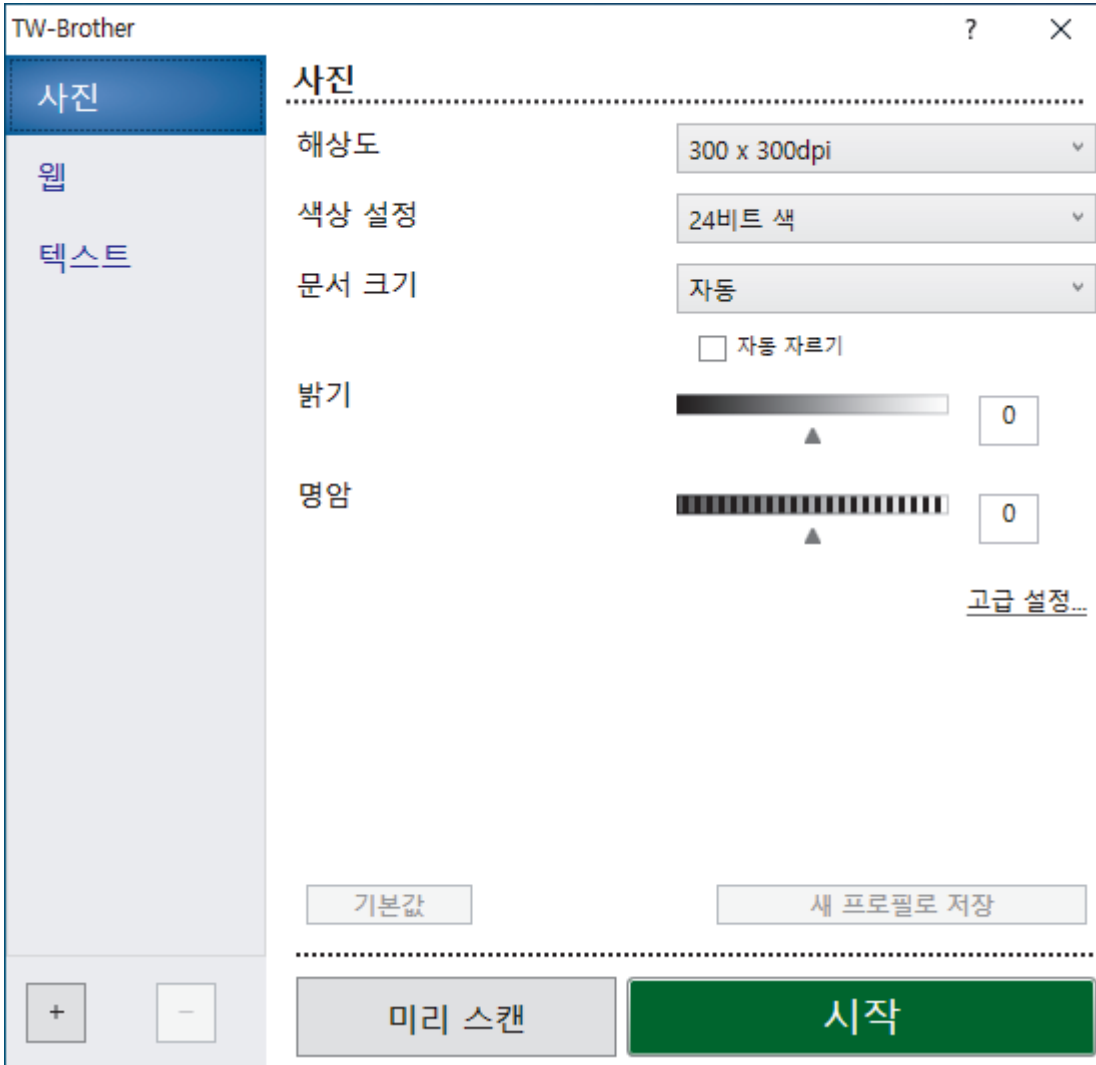 TW-Brother ? ×
사진
웹
텍스트
사진
해상도 300 x 300dpi
색상 설정 24비트 색
문서 크기 자동
자동 자르기
밝기 0
명암 0
고급 설정...
기본값 새 프로필로 저장
+ −
미리 스캔 시작